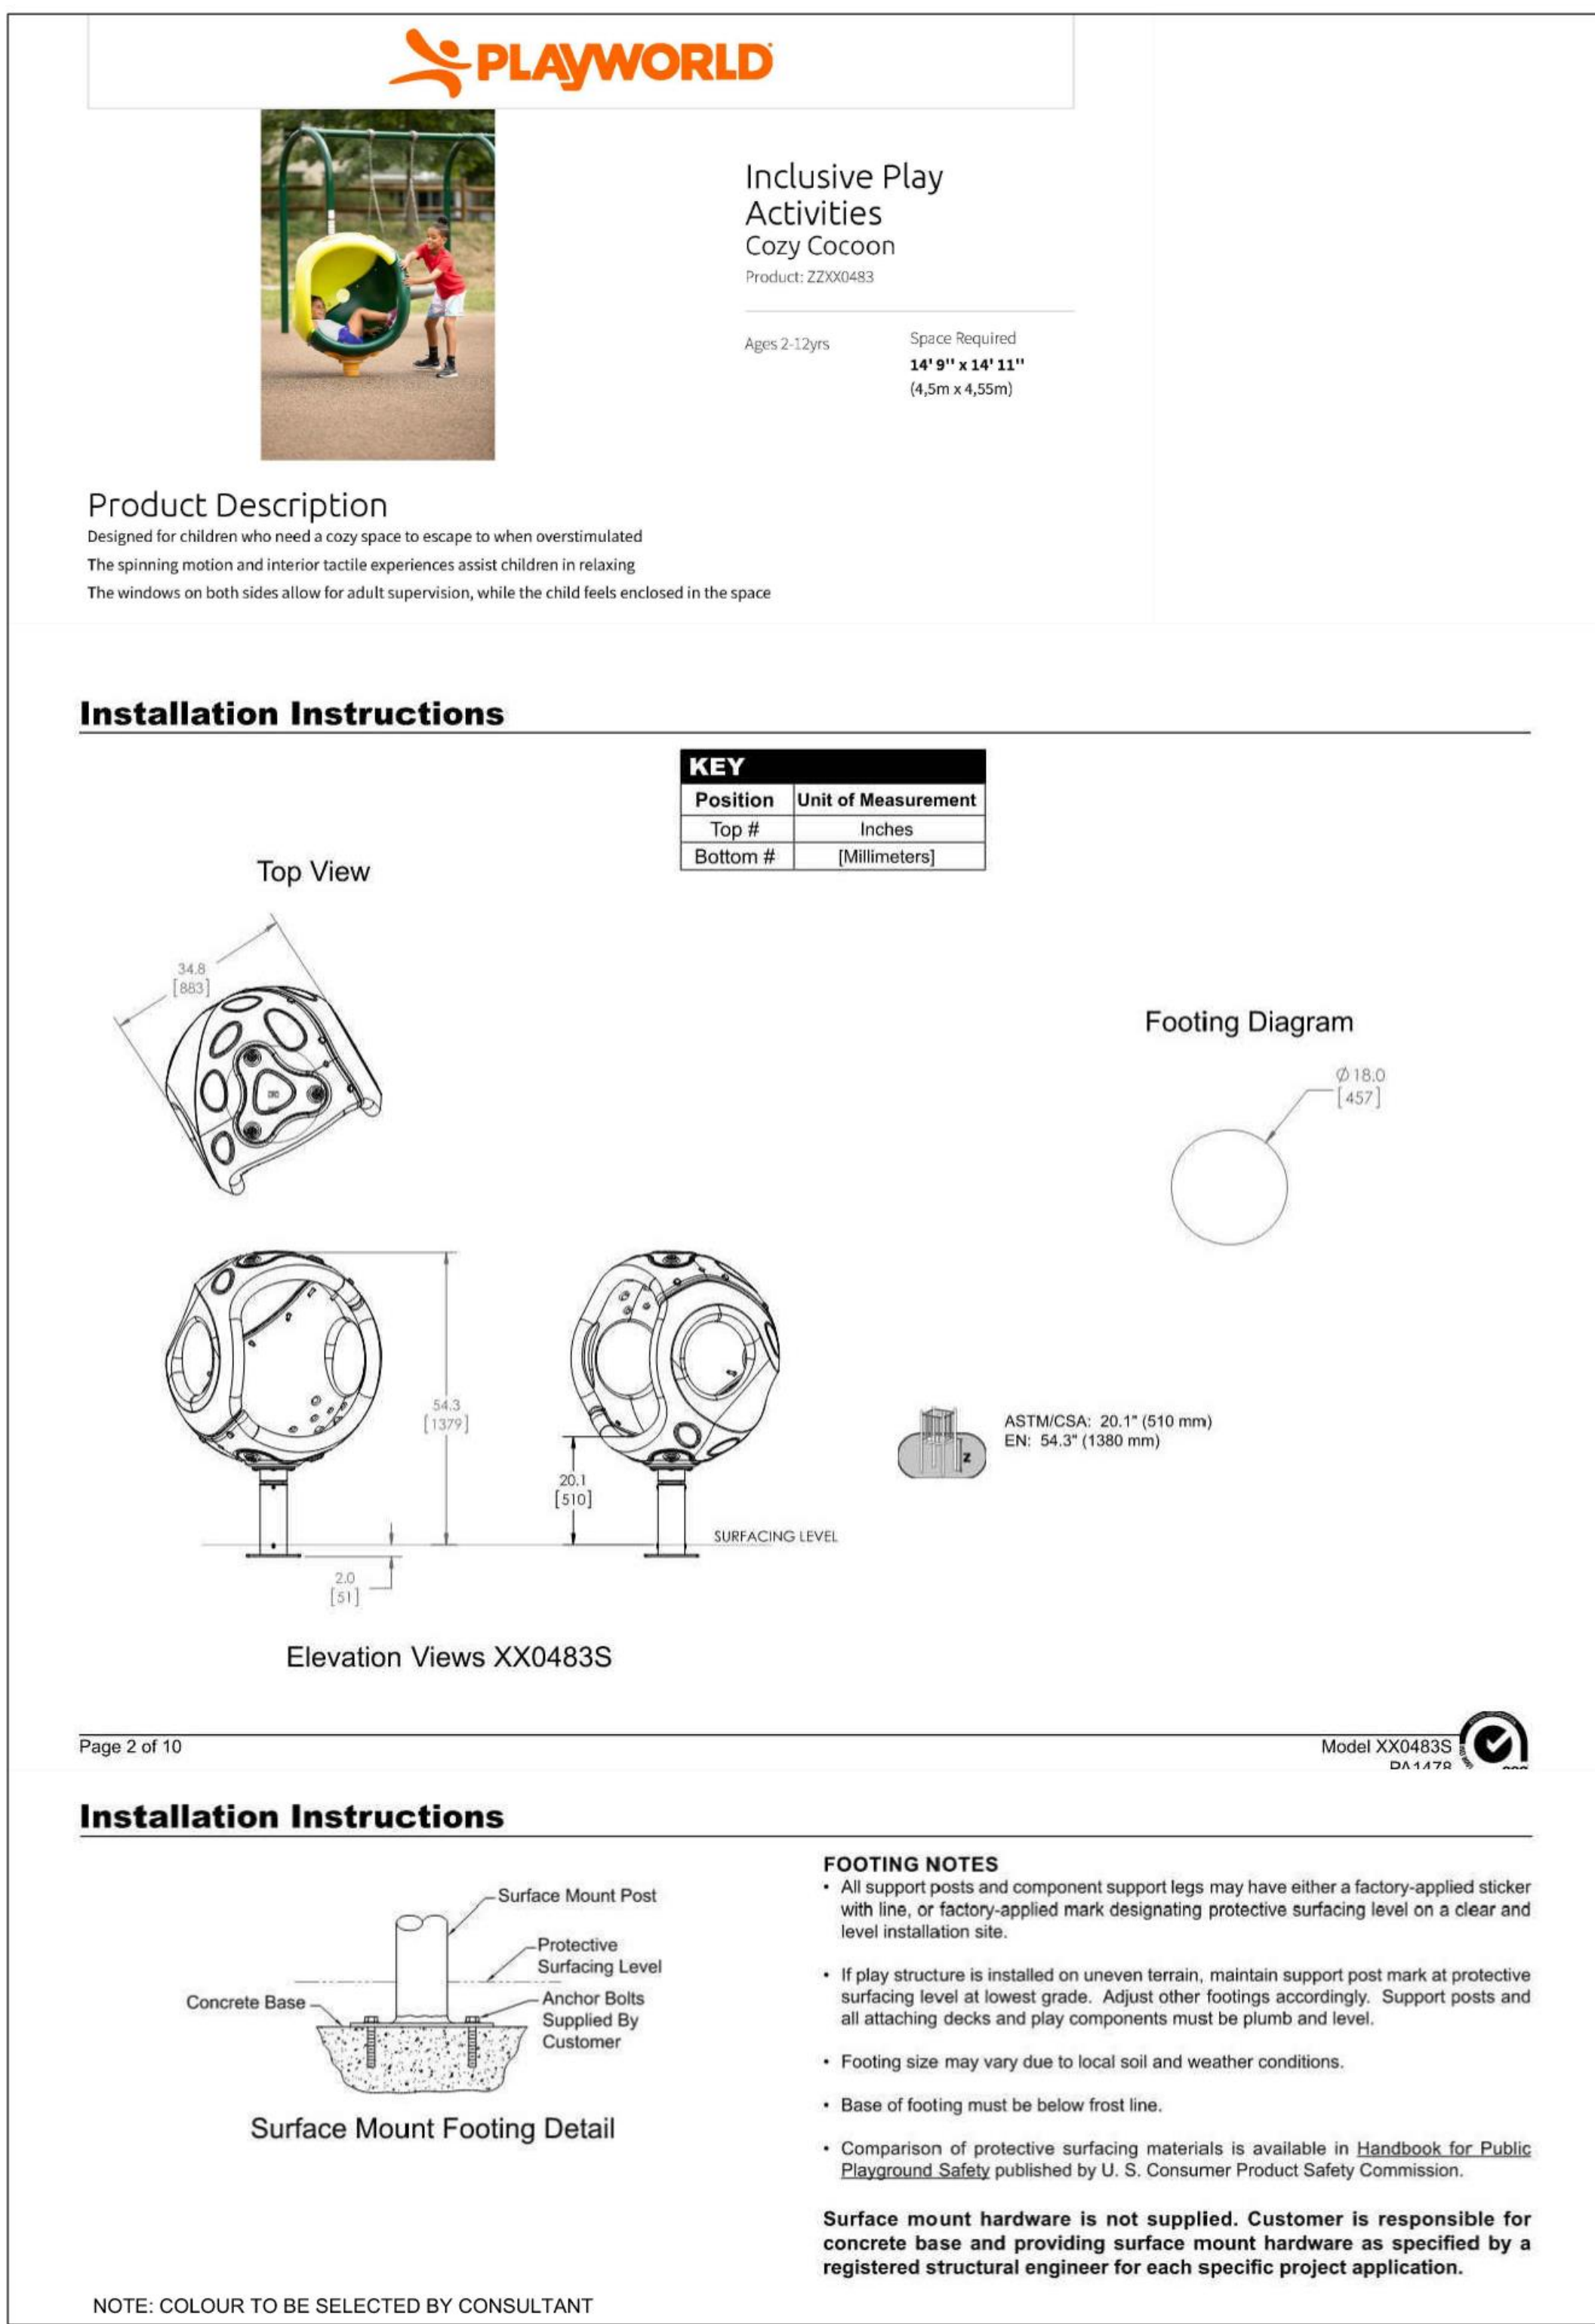 PLAYWORLD
Inclusive Play
Activities
Cozy Cocoon
Product: ZZXX0483
Ages 2-12yrs
Space Required
14' 9'' x 14' 11''
(4,5m x 4,55m)
Product Description
Designed for children who need a cozy space to escape to when overstimulated
The spinning motion and interior tactile experiences assist children in relaxing
The windows on both sides allow for adult supervision, while the child feels enclosed in the space
Installation Instructions
KEY
Position Unit of Measurement
Top # Inches
Bottom # [Millimeters]
Top View
34.8
[883]
Footing Diagram
Ø 18.0
[457]
54.3
[1379]
20.1
[510]
SURFACING LEVEL
2.0
[51]
Z
ASTM/CSA: 20.1" (510 mm)
EN: 54.3" (1380 mm)
Elevation Views XX0483S
Page 2 of 10
Model XX0483S
PA1478
Installation Instructions
Surface Mount Post
Protective
Surfacing Level
Concrete Base
Anchor Bolts
Supplied By
Customer
Surface Mount Footing Detail
FOOTING NOTES
• All support posts and component support legs may have either a factory-applied sticker
with line, or factory-applied mark designating protective surfacing level on a clear and
level installation site.
• If play structure is installed on uneven terrain, maintain support post mark at protective
surfacing level at lowest grade. Adjust other footings accordingly. Support posts and
all attaching decks and play components must be plumb and level.
• Footing size may vary due to local soil and weather conditions.
• Base of footing must be below frost line.
• Comparison of protective surfacing materials is available in Handbook for Public
Playground Safety published by U. S. Consumer Product Safety Commission.
Surface mount hardware is not supplied. Customer is responsible for
concrete base and providing surface mount hardware as specified by a
registered structural engineer for each specific project application.
NOTE: COLOUR TO BE SELECTED BY CONSULTANT